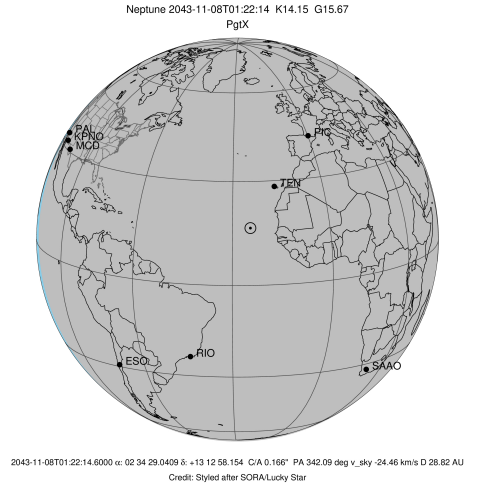 Neptune 2043-11-08T01:22:14  K14.15  G15.67
PgtX
PAL
KPNO
MCD
PIC
TEN
ESO
RIO
SAAO
2043-11-08T01:22:14.6000 α: 02 34 29.0409 δ: +13 12 58.154  C/A 0.166"  PA 342.09 deg v_sky -24.46 km/s D 28.82 AU
Credit: Styled after SORA/Lucky Star